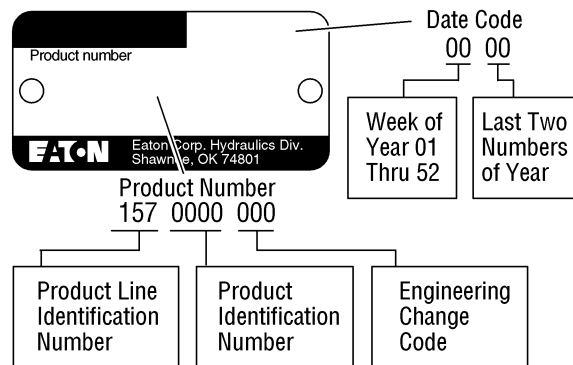 Date Code
00 00
Product number
Week of
Year 01
Thru 52
Last Two
Numbers
of Year
EATON Eaton Corp. Hydraulics Div.
Shawnee, OK 74801
Product Number
157 0000 000
Product Line
Identification
Number
Product
Identification
Number
Engineering
Change
Code